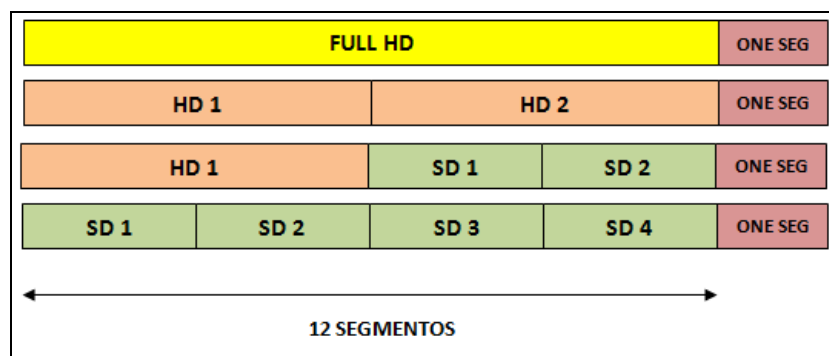 FULL HD ONE SEG
HD 1 HD 2 ONE SEG
HD 1 SD 1 SD 2 ONE SEG
SD 1 SD 2 SD 3 SD 4 ONE SEG
12 SEGMENTOS